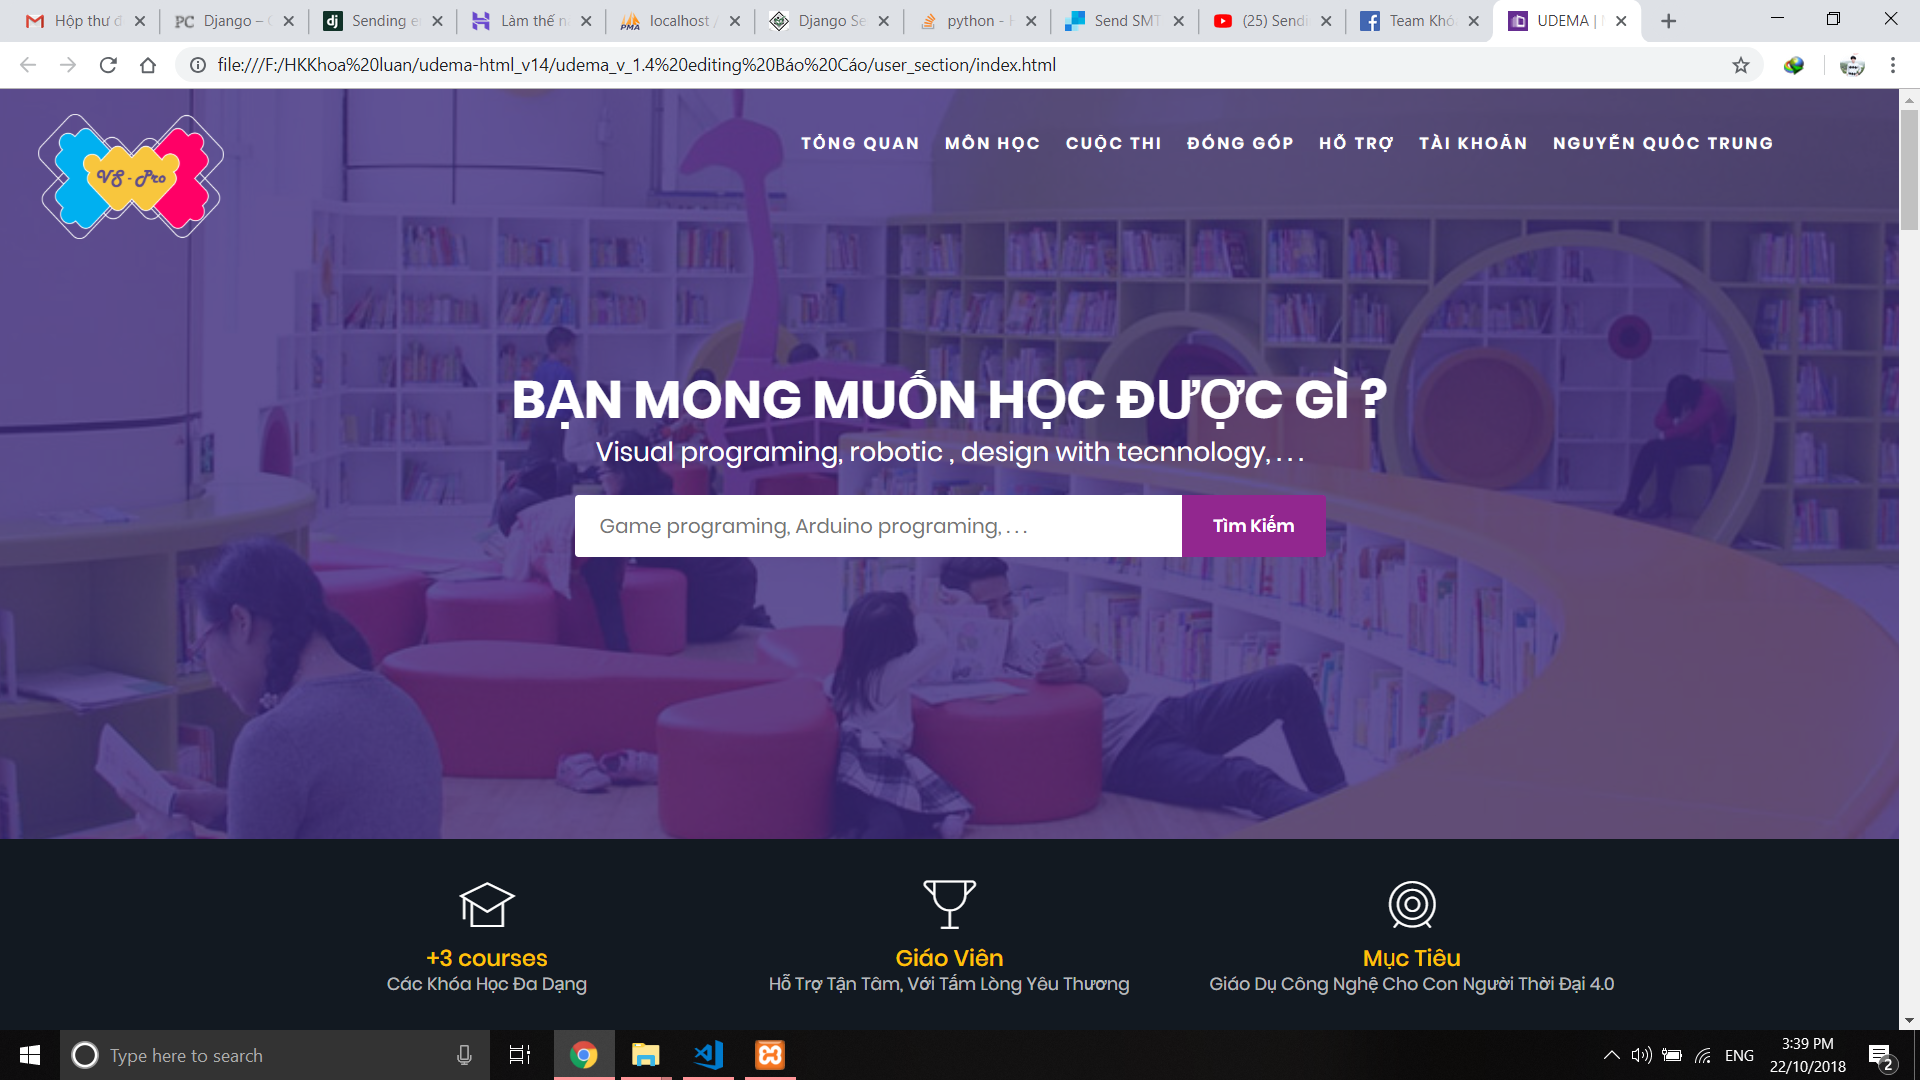 Hộp thư đ
Django –
Sending e
Làm thế n
localhost /
Django Se
python - H
Send SMT
(25) Sendi
Team Khó
UDEMA |
file:///F:/HKKhoa%20luan/udema-html_v14/udema_v_1.4%20editing%20Báo%20Cáo/user_section/index.html
VS - Pro
TỔNG QUAN MÔN HỌC CUỘC THI ĐÓNG GÓP HỖ TRỢ TÀI KHOẢN NGUYỄN QUỐC TRUNG
BẠN MONG MUỐN HỌC ĐƯỢC GÌ ?
Visual programing, robotic , design with tecnnology, . . .
Game programing, Arduino programing, . . .
Tìm Kiếm
+3 courses
Các Khóa Học Đa Dạng
Giáo Viên
Hỗ Trợ Tận Tâm, Với Tấm Lòng Yêu Thương
Mục Tiêu
Giáo Dụ Công Nghệ Cho Con Người Thời Đại 4.0
Type here to search
ENG
3:39 PM
22/10/2018
2